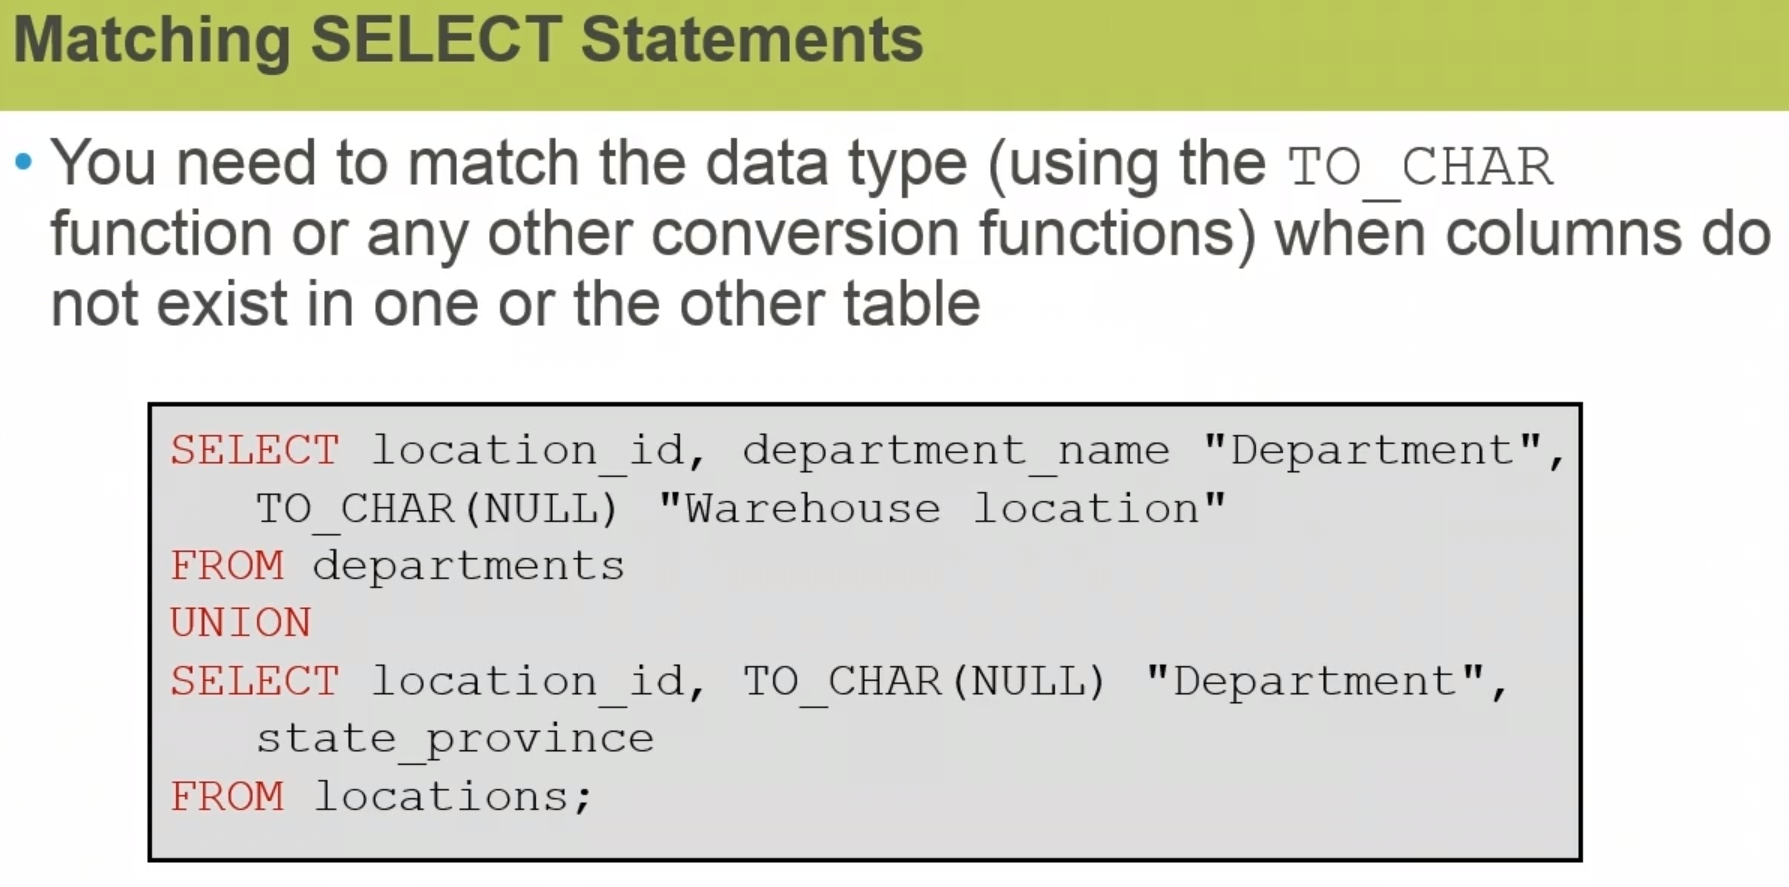 Matching SELECT Statements
• You need to match the data type (using the TO_CHAR
function or any other conversion functions) when columns do
not exist in one or the other table
SELECT location_id, department_name "Department",
   TO_CHAR(NULL) "Warehouse location"
FROM departments
UNION
SELECT location_id, TO_CHAR(NULL) "Department",
   state_province
FROM locations;